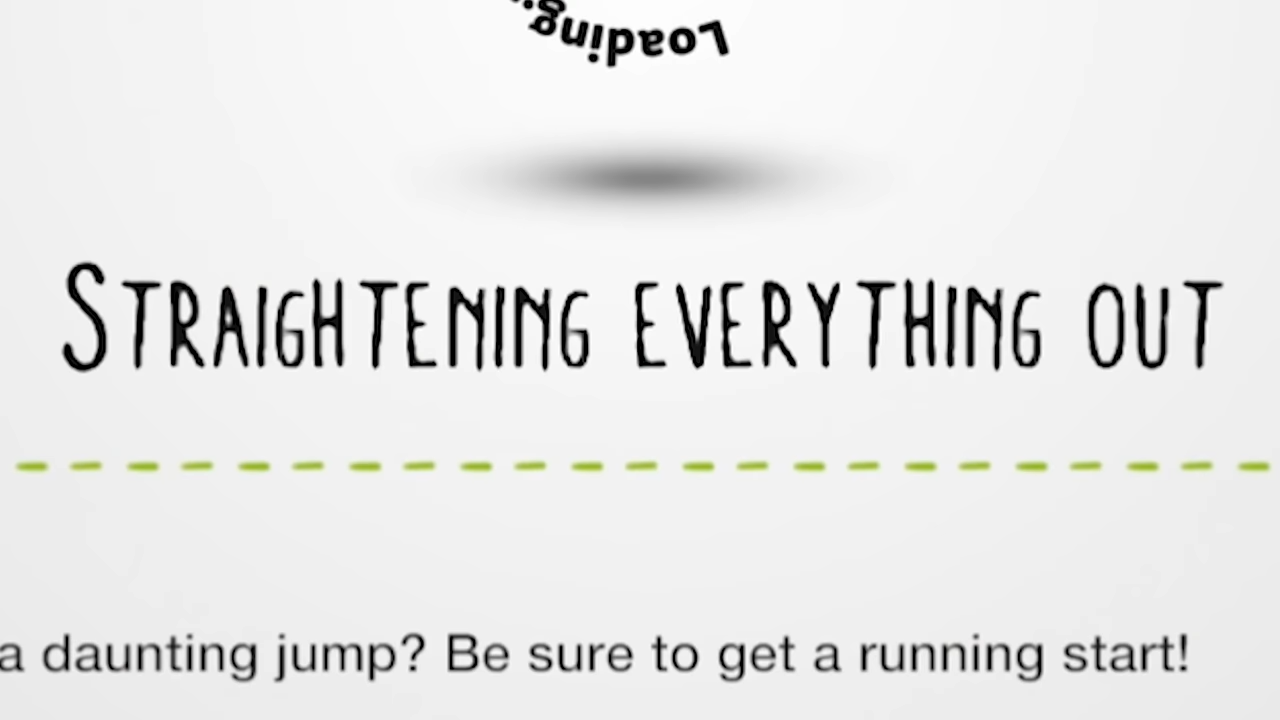 Loading..
STRAIGHTENING EVERYTHING OUT
a daunting jump? Be sure to get a running start!